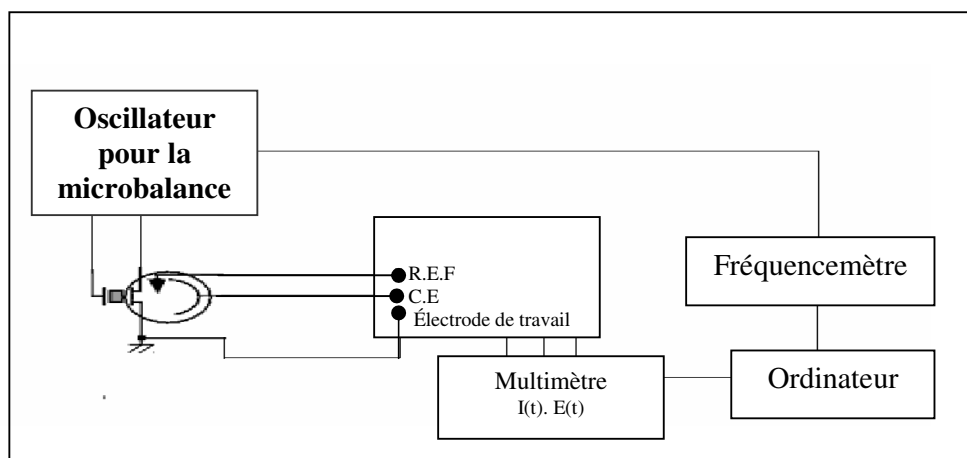 Oscillateur
pour la
microbalance
R.E.F
C.E
Électrode de travail
Fréquencemètre
Multimètre
I(t). E(t)
Ordinateur